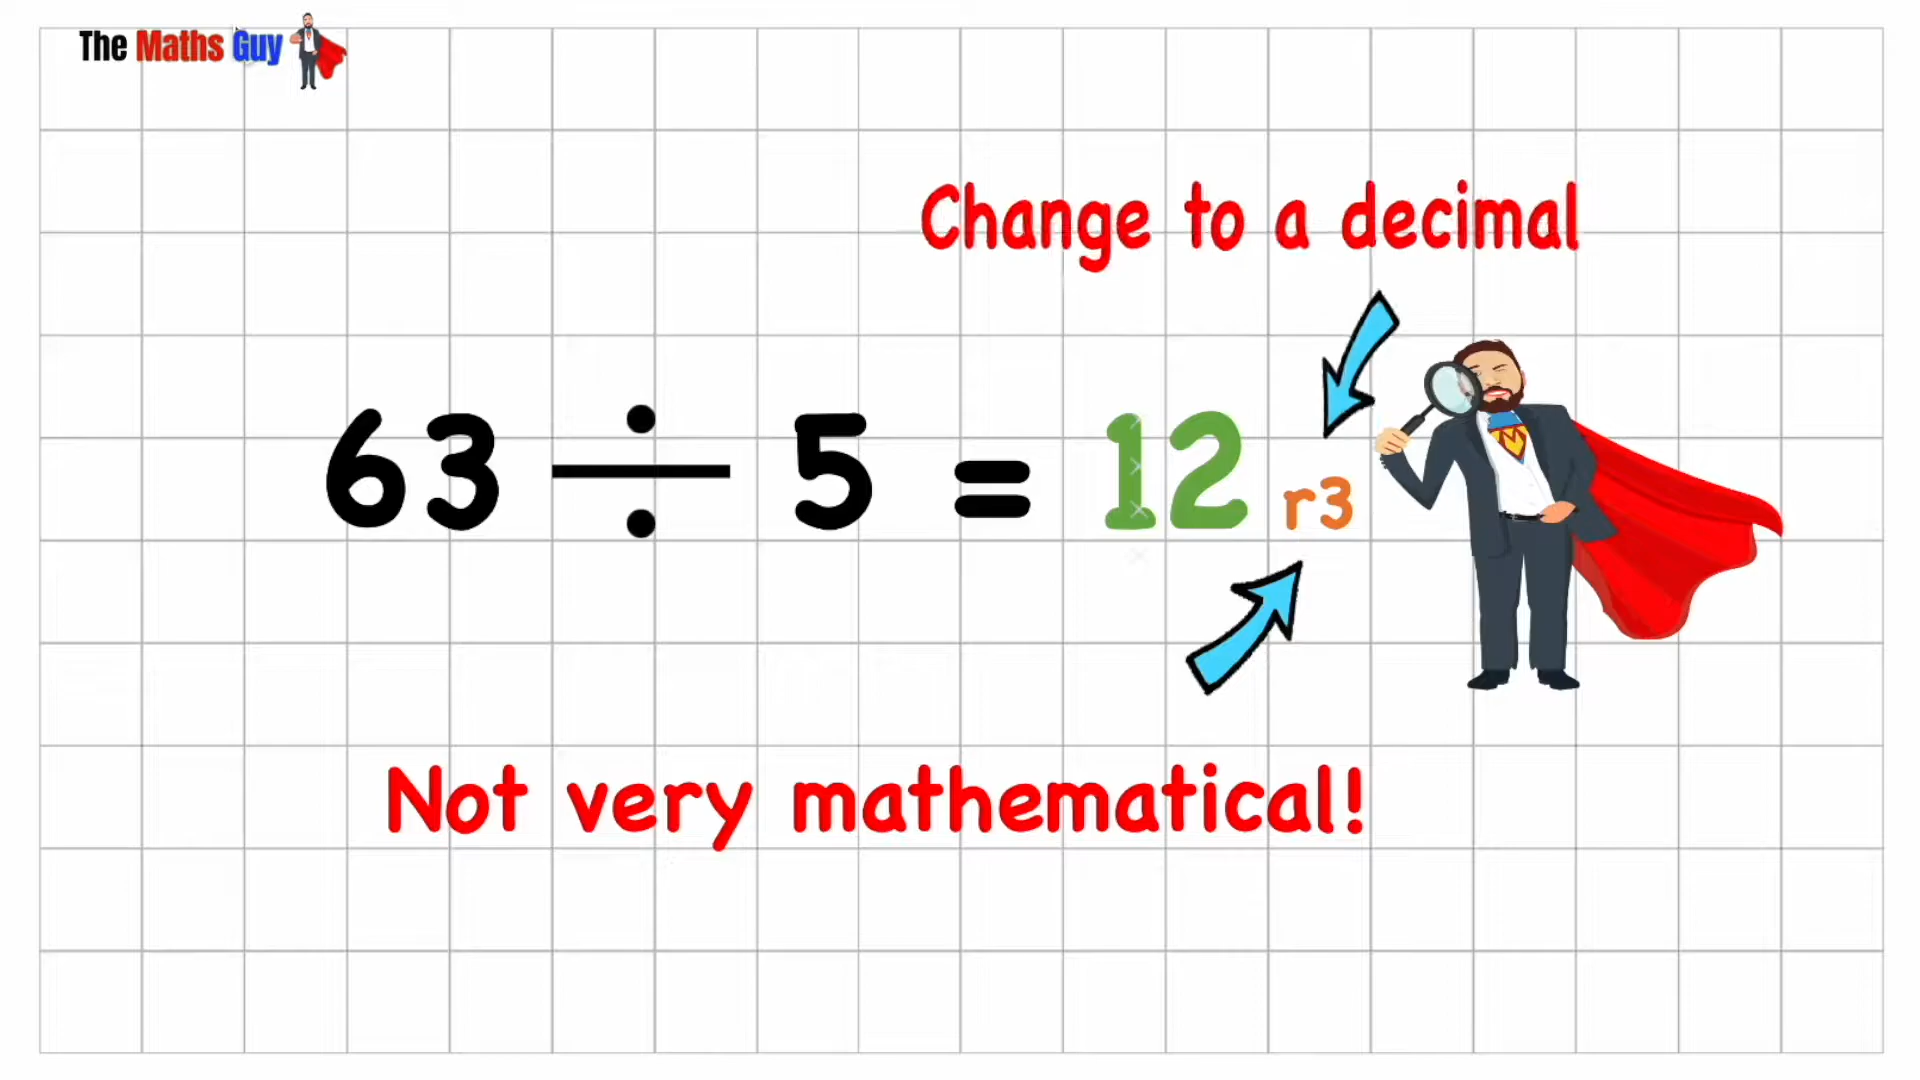 The Maths Guy
Change to a decimal
63 ÷ 5 = 12 r3
Not very mathematical!